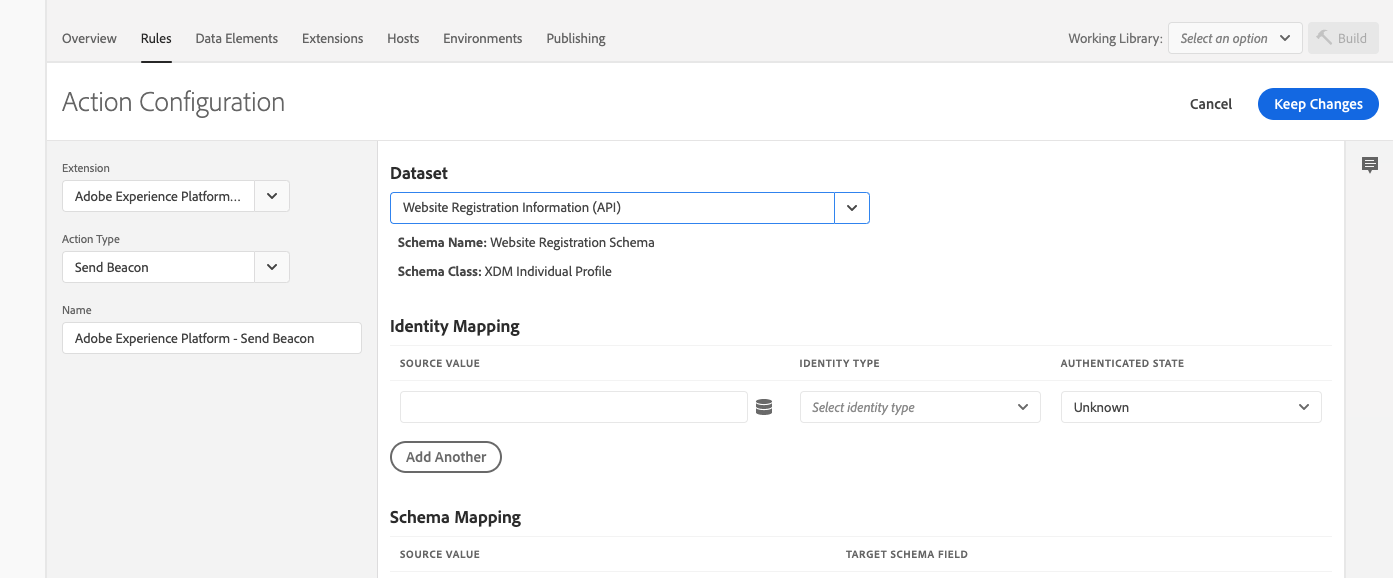 Overview Rules Data Elements Extensions Hosts Environments Publishing Working Library: Select an option Build
Action Configuration Cancel Keep Changes
Extension
Adobe Experience Platform...
Action Type
Send Beacon
Name
Adobe Experience Platform - Send Beacon
Dataset
Website Registration Information (API)
Schema Name: Website Registration Schema
Schema Class: XDM Individual Profile
Identity Mapping
SOURCE VALUE IDENTITY TYPE AUTHENTICATED STATE
Select identity type Unknown
Add Another
Schema Mapping
SOURCE VALUE TARGET SCHEMA FIELD